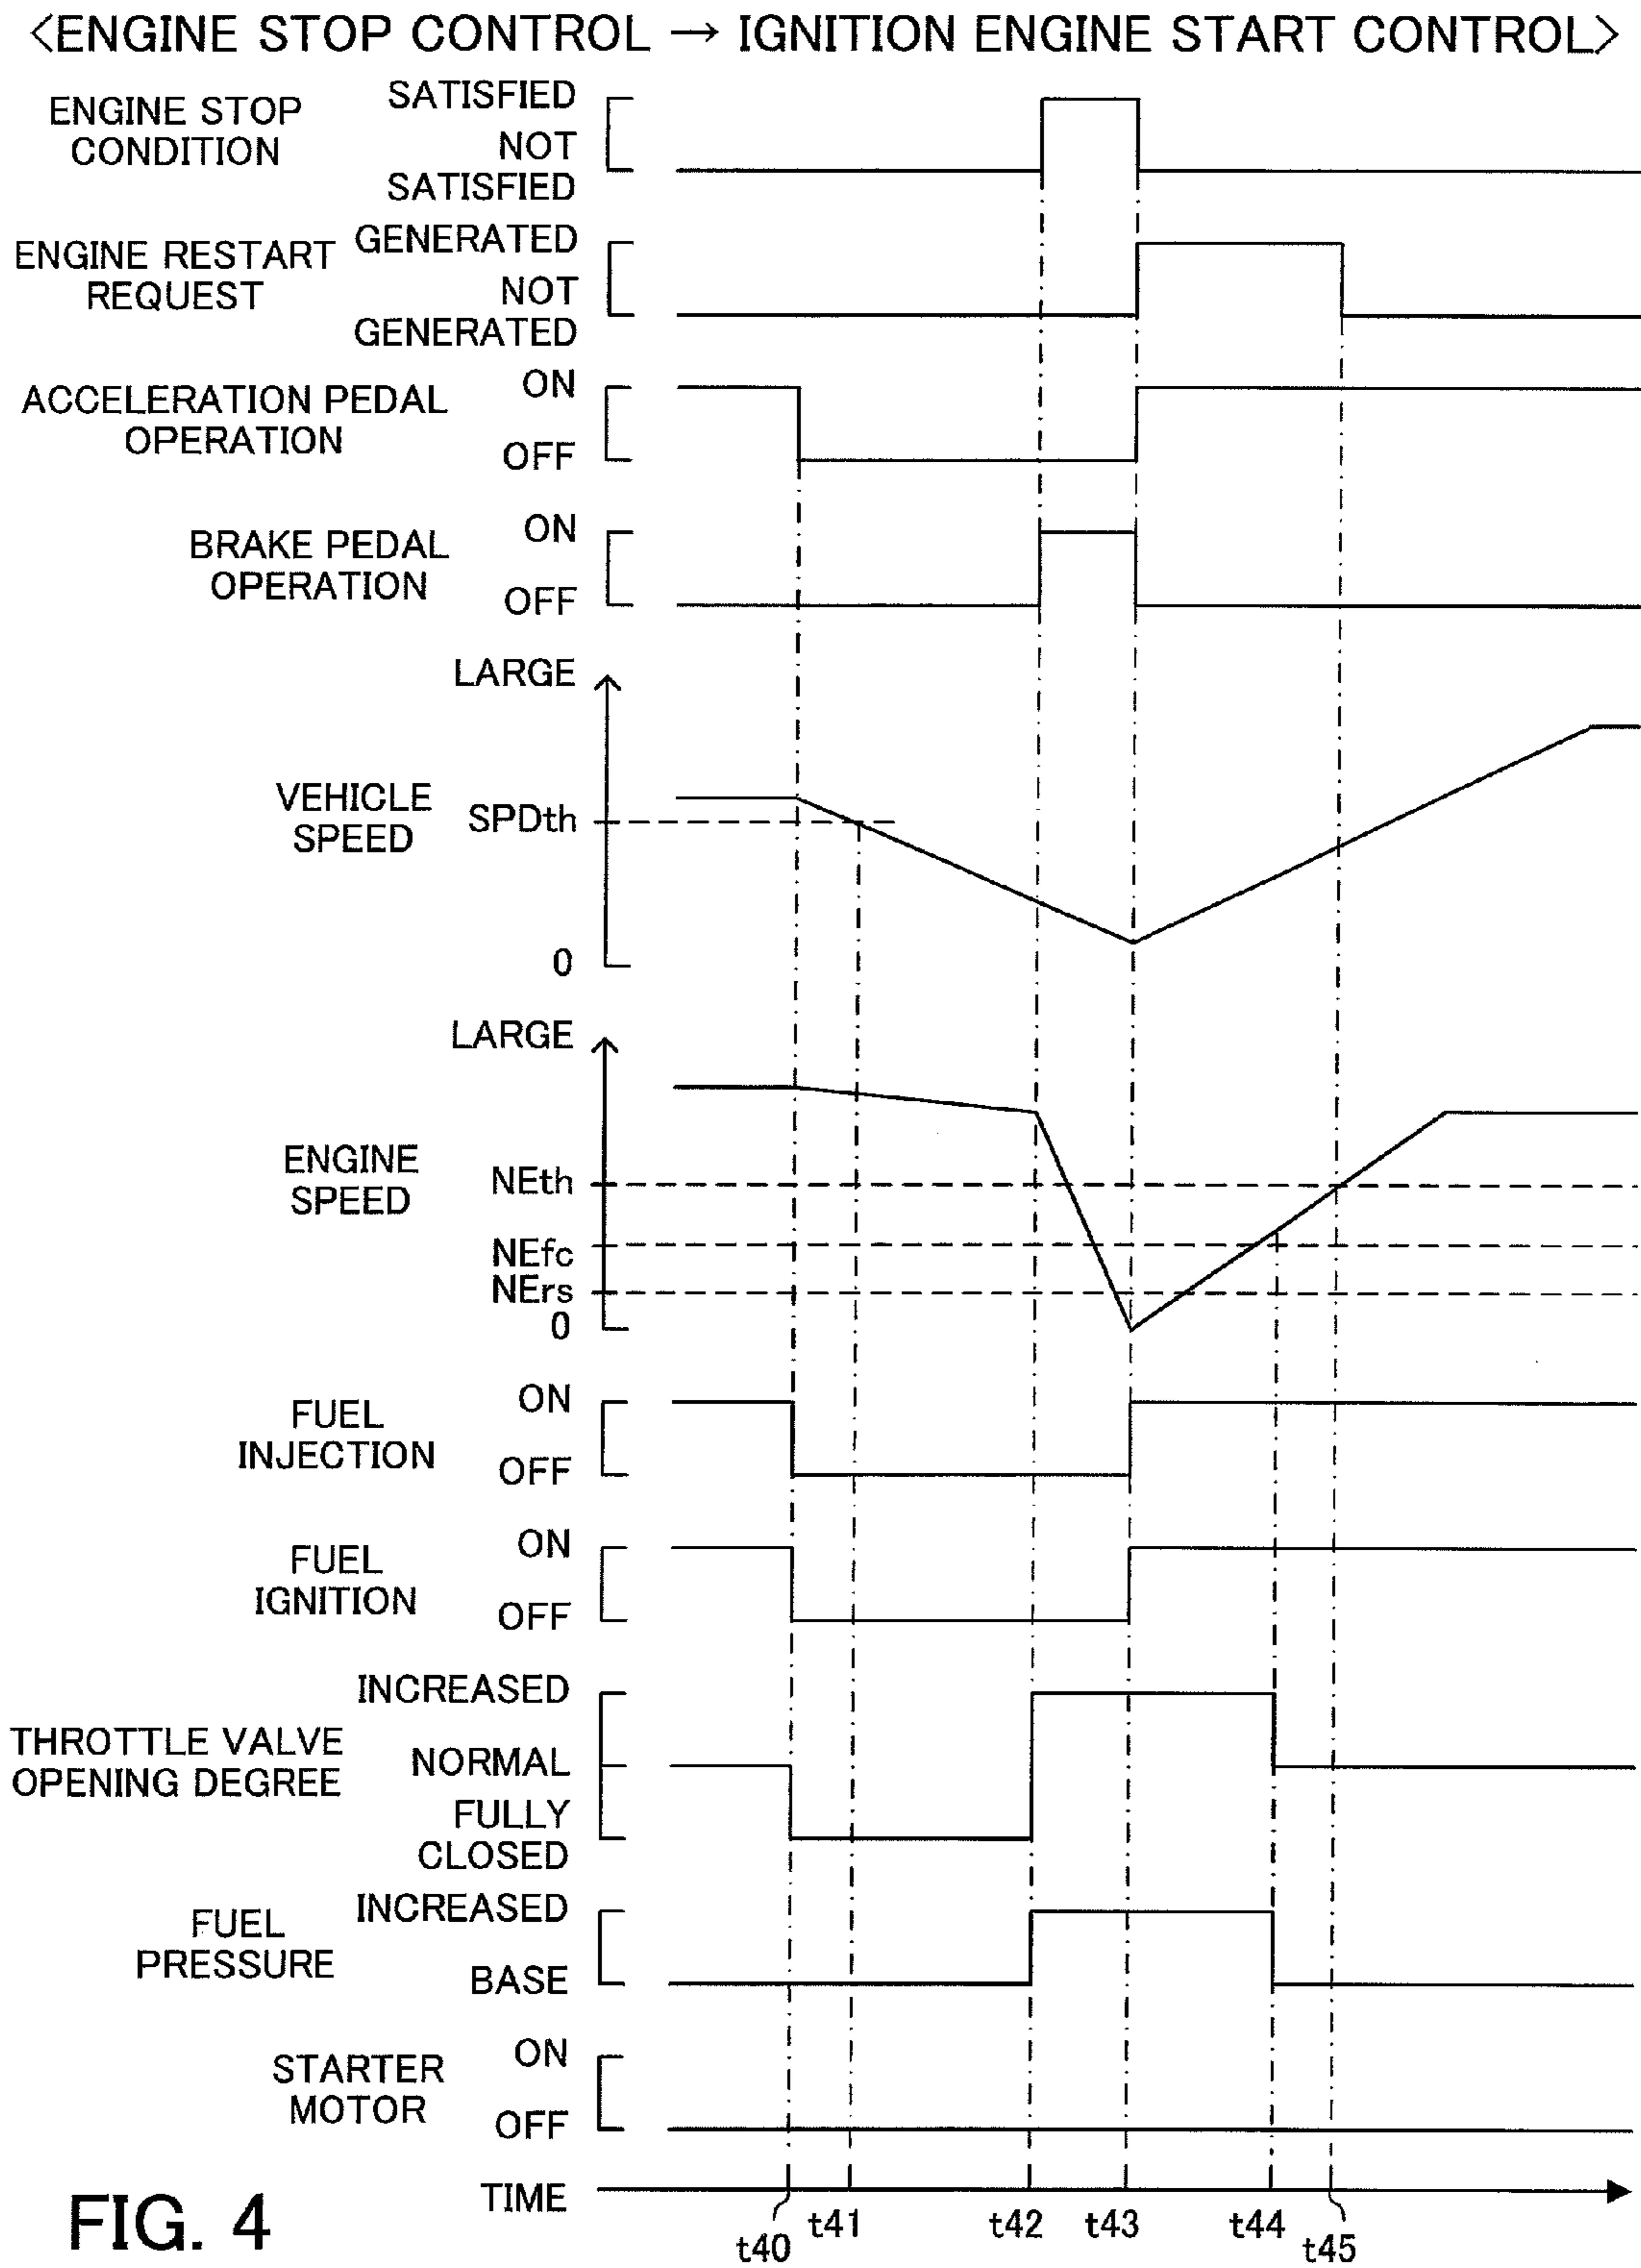 <ENGINE STOP CONTROL → IGNITION ENGINE START CONTROL>
ENGINE STOP
CONDITION
SATISFIED
NOT
SATISFIED
ENGINE RESTART
REQUEST
GENERATED
NOT
GENERATED
ACCELERATION PEDAL
OPERATION
ON
OFF
BRAKE PEDAL
OPERATION
ON
OFF
VEHICLE
SPEED
LARGE
SPDth
0
ENGINE
SPEED
LARGE
NEth
NEfc
NErs
0
FUEL
INJECTION
ON
OFF
FUEL
IGNITION
ON
OFF
THROTTLE VALVE
OPENING DEGREE
INCREASED
NORMAL
FULLY
CLOSED
FUEL
PRESSURE
INCREASED
BASE
STARTER
MOTOR
ON
OFF
TIME
t40 t41 t42 t43 t44 t45
FIG. 4